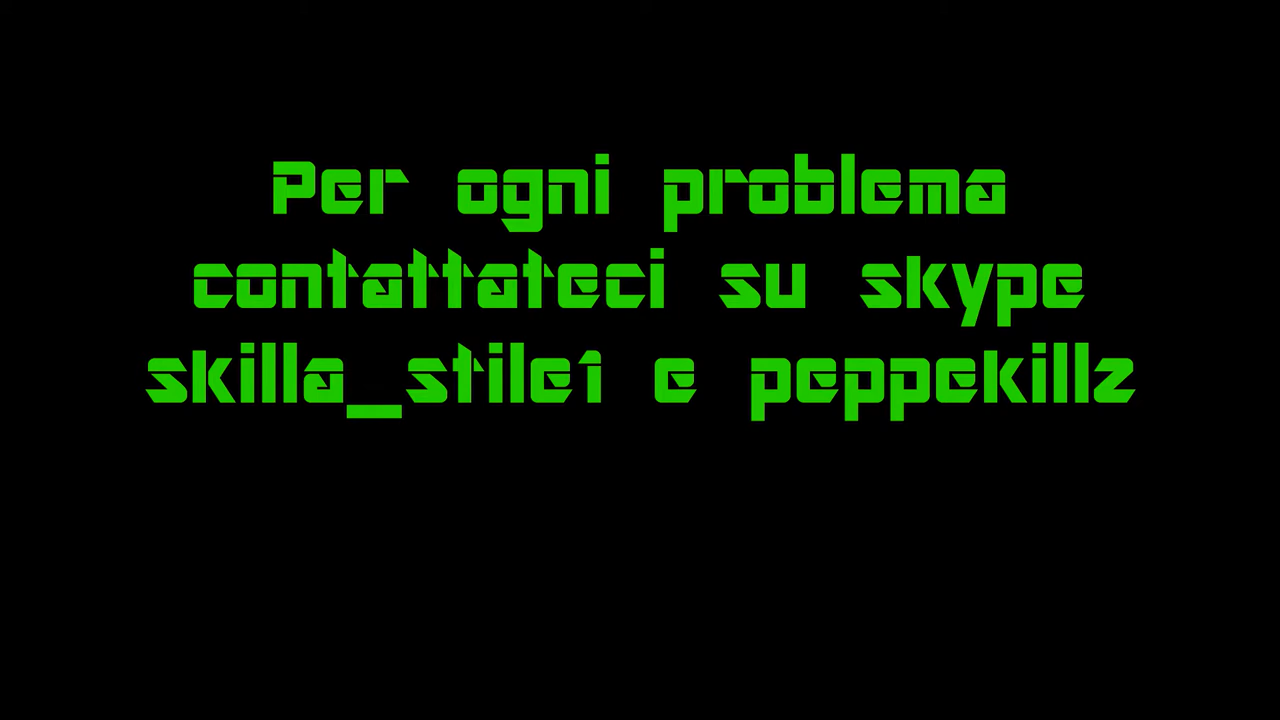 Per ogni problema
contattateci su skype
skilla_stile1 e peppekillz